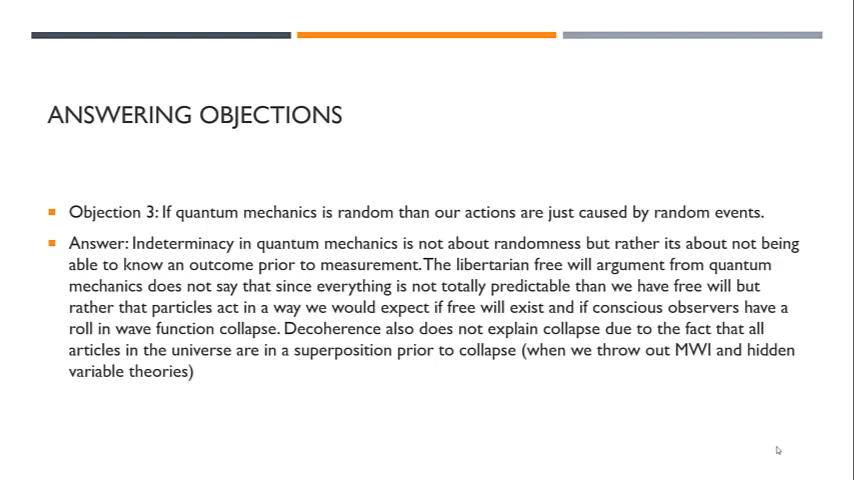 ANSWERING OBJECTIONS
Objection 3: If quantum mechanics is random than our actions are just caused by random events.
Answer: Indeterminacy in quantum mechanics is not about randomness but rather its about not being
able to know an outcome prior to measurement. The libertarian free will argument from quantum
mechanics does not say that since everything is not totally predictable than we have free will but
rather that particles act in a way we would expect if free will exist and if conscious observers have a
roll in wave function collapse. Decoherence also does not explain collapse due to the fact that all
articles in the universe are in a superposition prior to collapse (when we throw out MWI and hidden
variable theories)